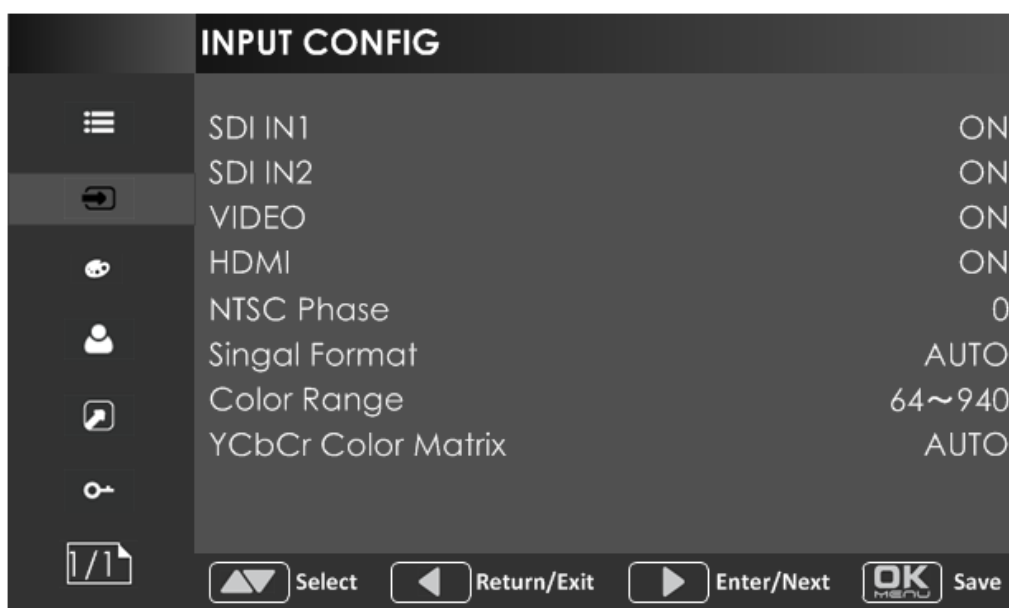 INPUT CONFIG
SDI IN1 ON
SDI IN2 ON
VIDEO ON
HDMI ON
NTSC Phase 0
Singal Format AUTO
Color Range 64～940
YCbCr Color Matrix AUTO
1/1
Select Return/Exit Enter/Next OK MENU Save